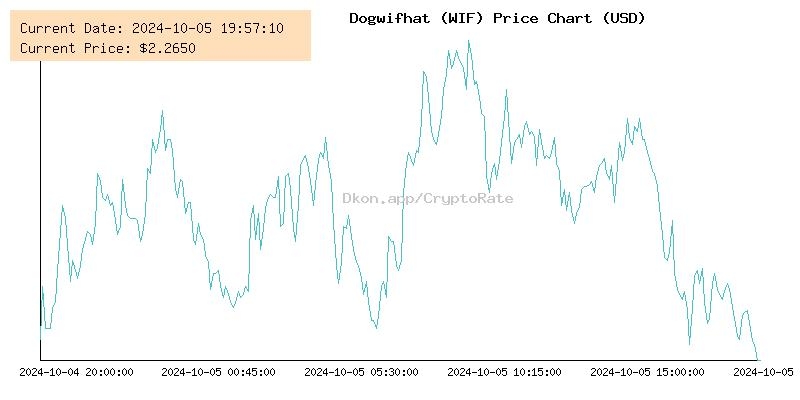 Dogwifhat (WIF) Price Chart (USD)
Current Date: 2024-10-05 19:57:10
Current Price: $2.2650
Dkon.app/CryptoRate
2024-10-04 20:00:00 2024-10-05 00:45:00 2024-10-05 05:30:00 2024-10-05 10:15:00 2024-10-05 15:00:00 2024-10-05